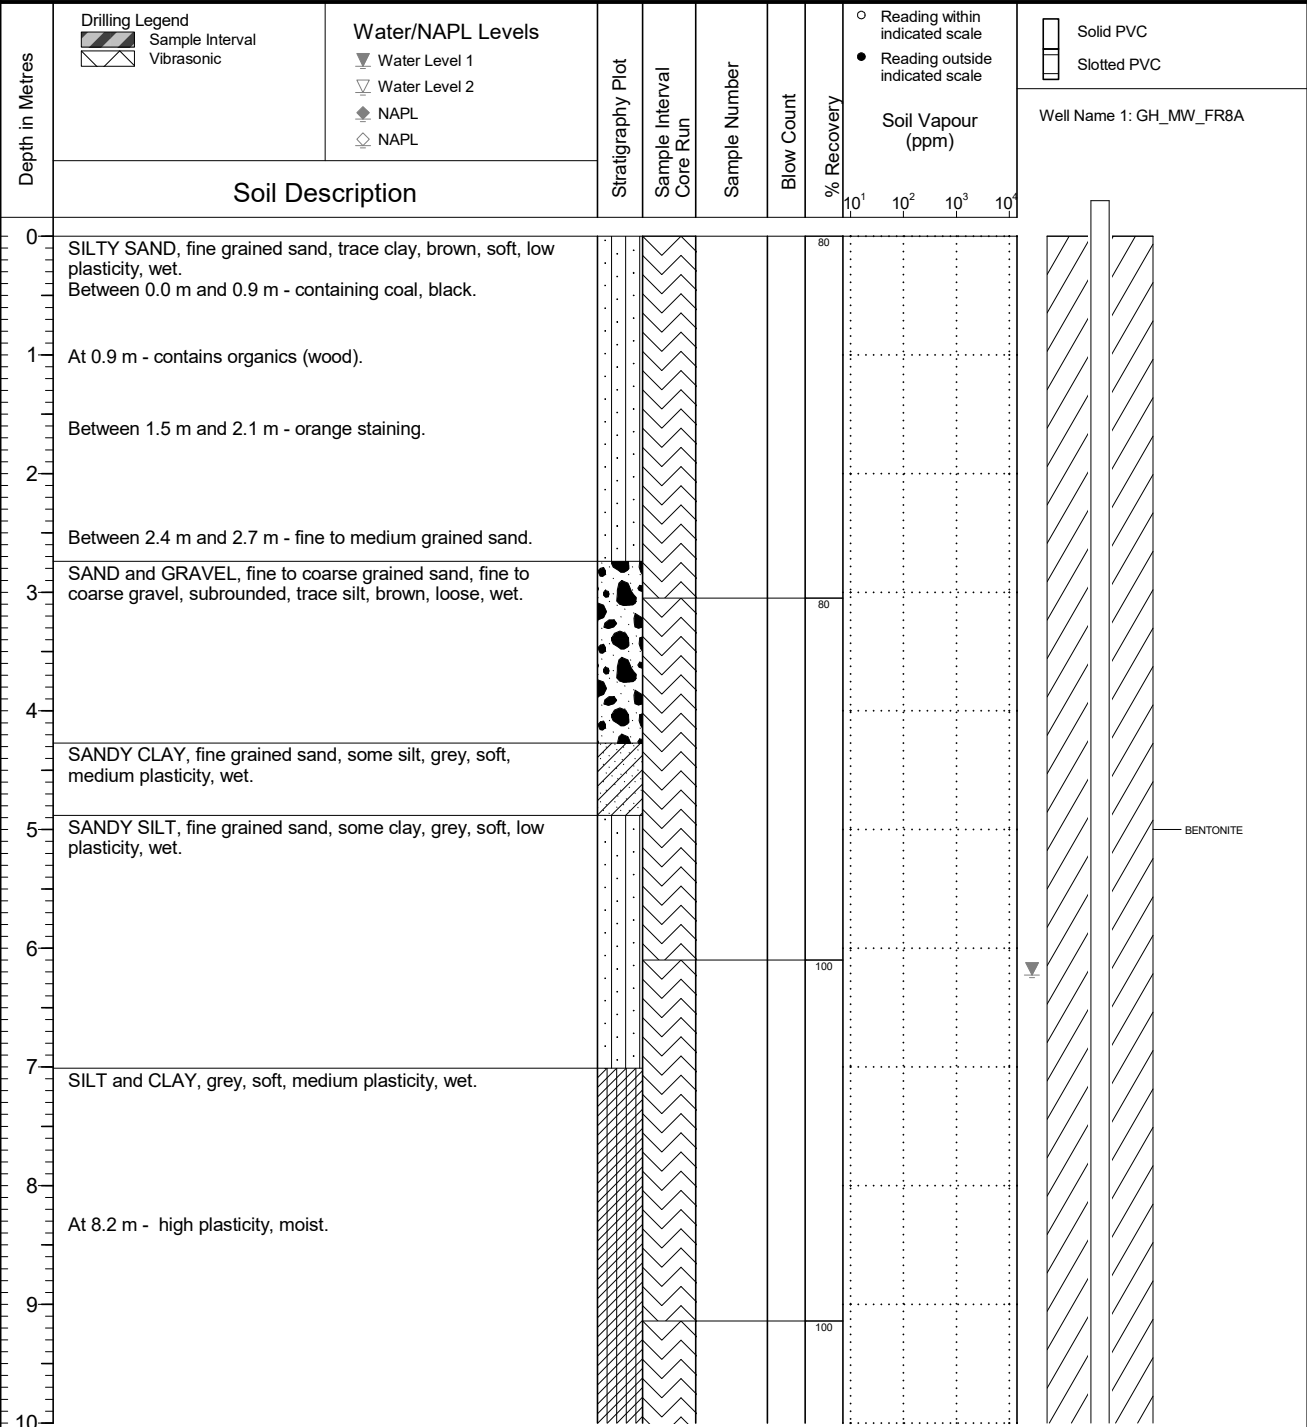 Depth in Metres
Drilling Legend
Sample Interval
Vibrasonic
Water/NAPL Levels
Water Level 1
Water Level 2
NAPL
NAPL
Soil Description
Stratigraphy Plot
Sample Interval
Core Run
Sample Number
Blow Count
% Recovery
Reading within
indicated scale
Reading outside
indicated scale
Soil Vapour
(ppm)
10¹ 10² 10³ 10⁴
Solid PVC
Slotted PVC
Well Name 1: GH_MW_FR8A
0
SILTY SAND, fine grained sand, trace clay, brown, soft, low
plasticity, wet.
Between 0.0 m and 0.9 m - containing coal, black.
80
1
At 0.9 m - contains organics (wood).
Between 1.5 m and 2.1 m - orange staining.
2
Between 2.4 m and 2.7 m - fine to medium grained sand.
SAND and GRAVEL, fine to coarse grained sand, fine to
coarse gravel, subrounded, trace silt, brown, loose, wet.
3
80
4
SANDY CLAY, fine grained sand, some silt, grey, soft,
medium plasticity, wet.
SANDY SILT, fine grained sand, some clay, grey, soft, low
plasticity, wet.
5
BENTONITE
6
100
7
SILT and CLAY, grey, soft, medium plasticity, wet.
8
At 8.2 m - high plasticity, moist.
9
100
10